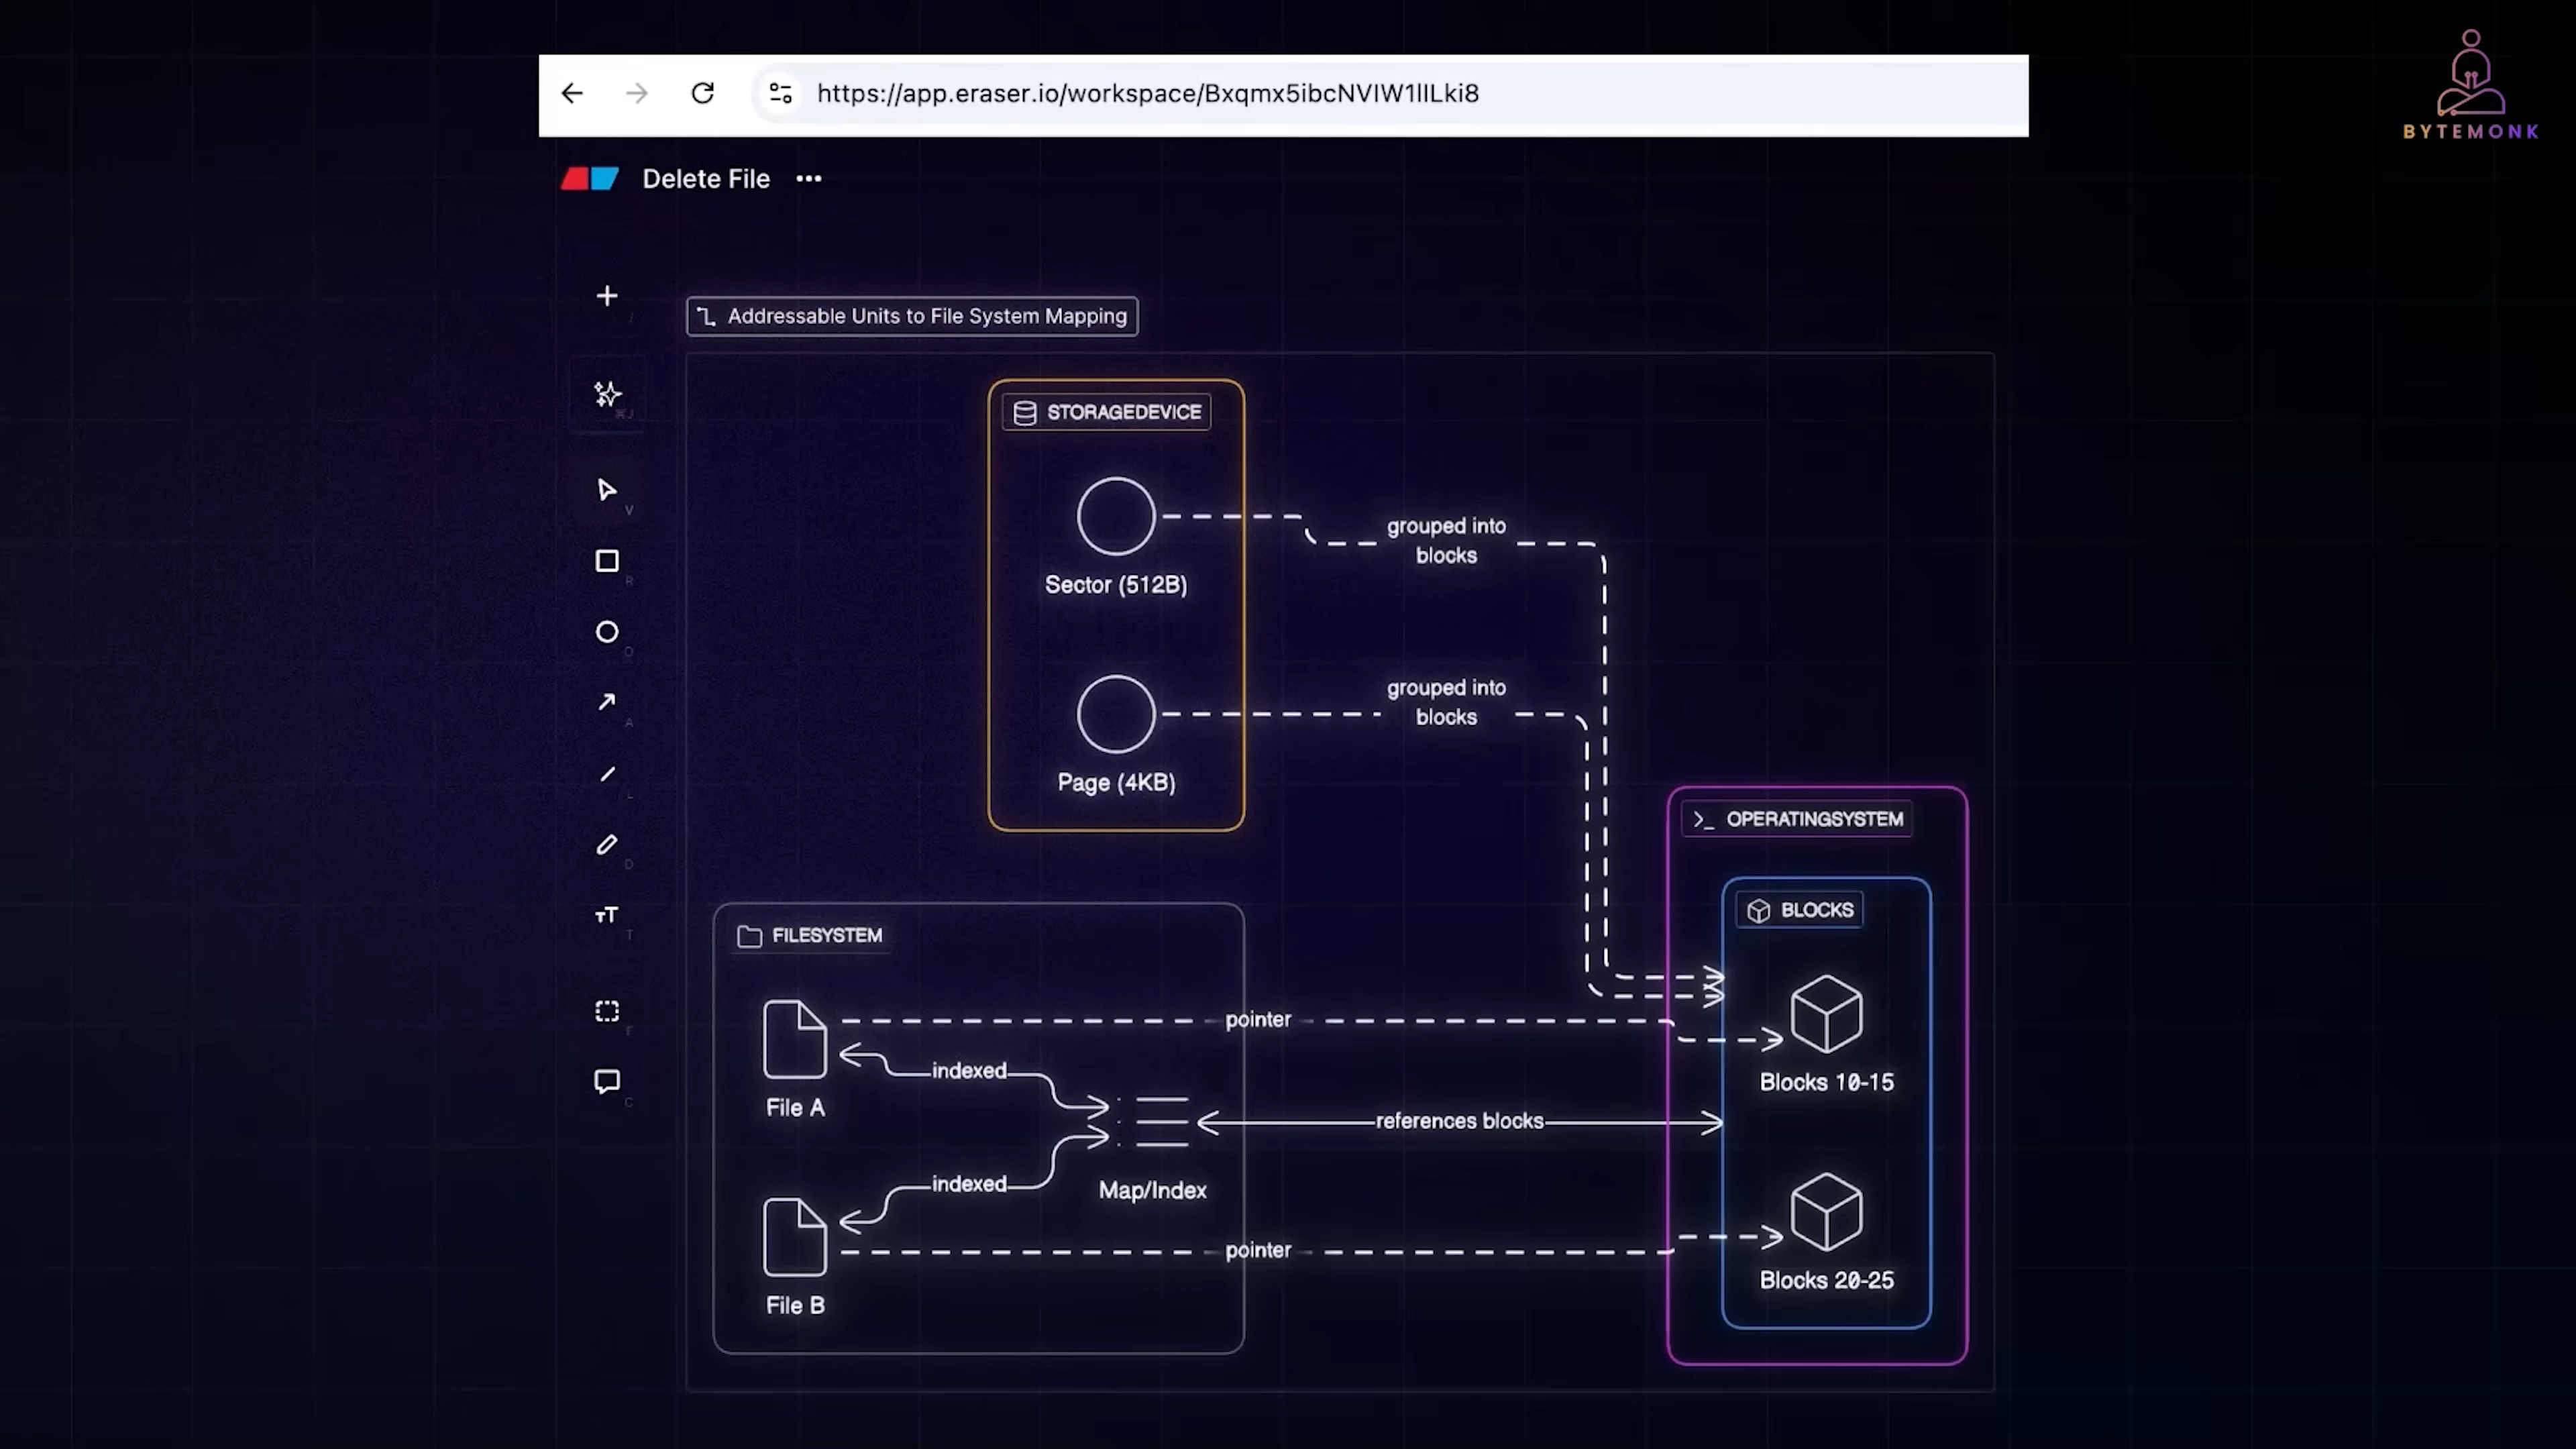 https://app.eraser.io/workspace/Bxqmx5ibcNVIW1lILki8
BYTEMONK
Delete File
Addressable Units to File System Mapping
STORAGEDEVICE
Sector (512B)
grouped into
blocks
Page (4KB)
grouped into
blocks
OPERATINGSYSTEM
BLOCKS
Blocks 10-15
Blocks 20-25
FILESYSTEM
File A
pointer
indexed
references blocks
Map/Index
indexed
File B
pointer
V
R
O
A
L
D
T
F
C